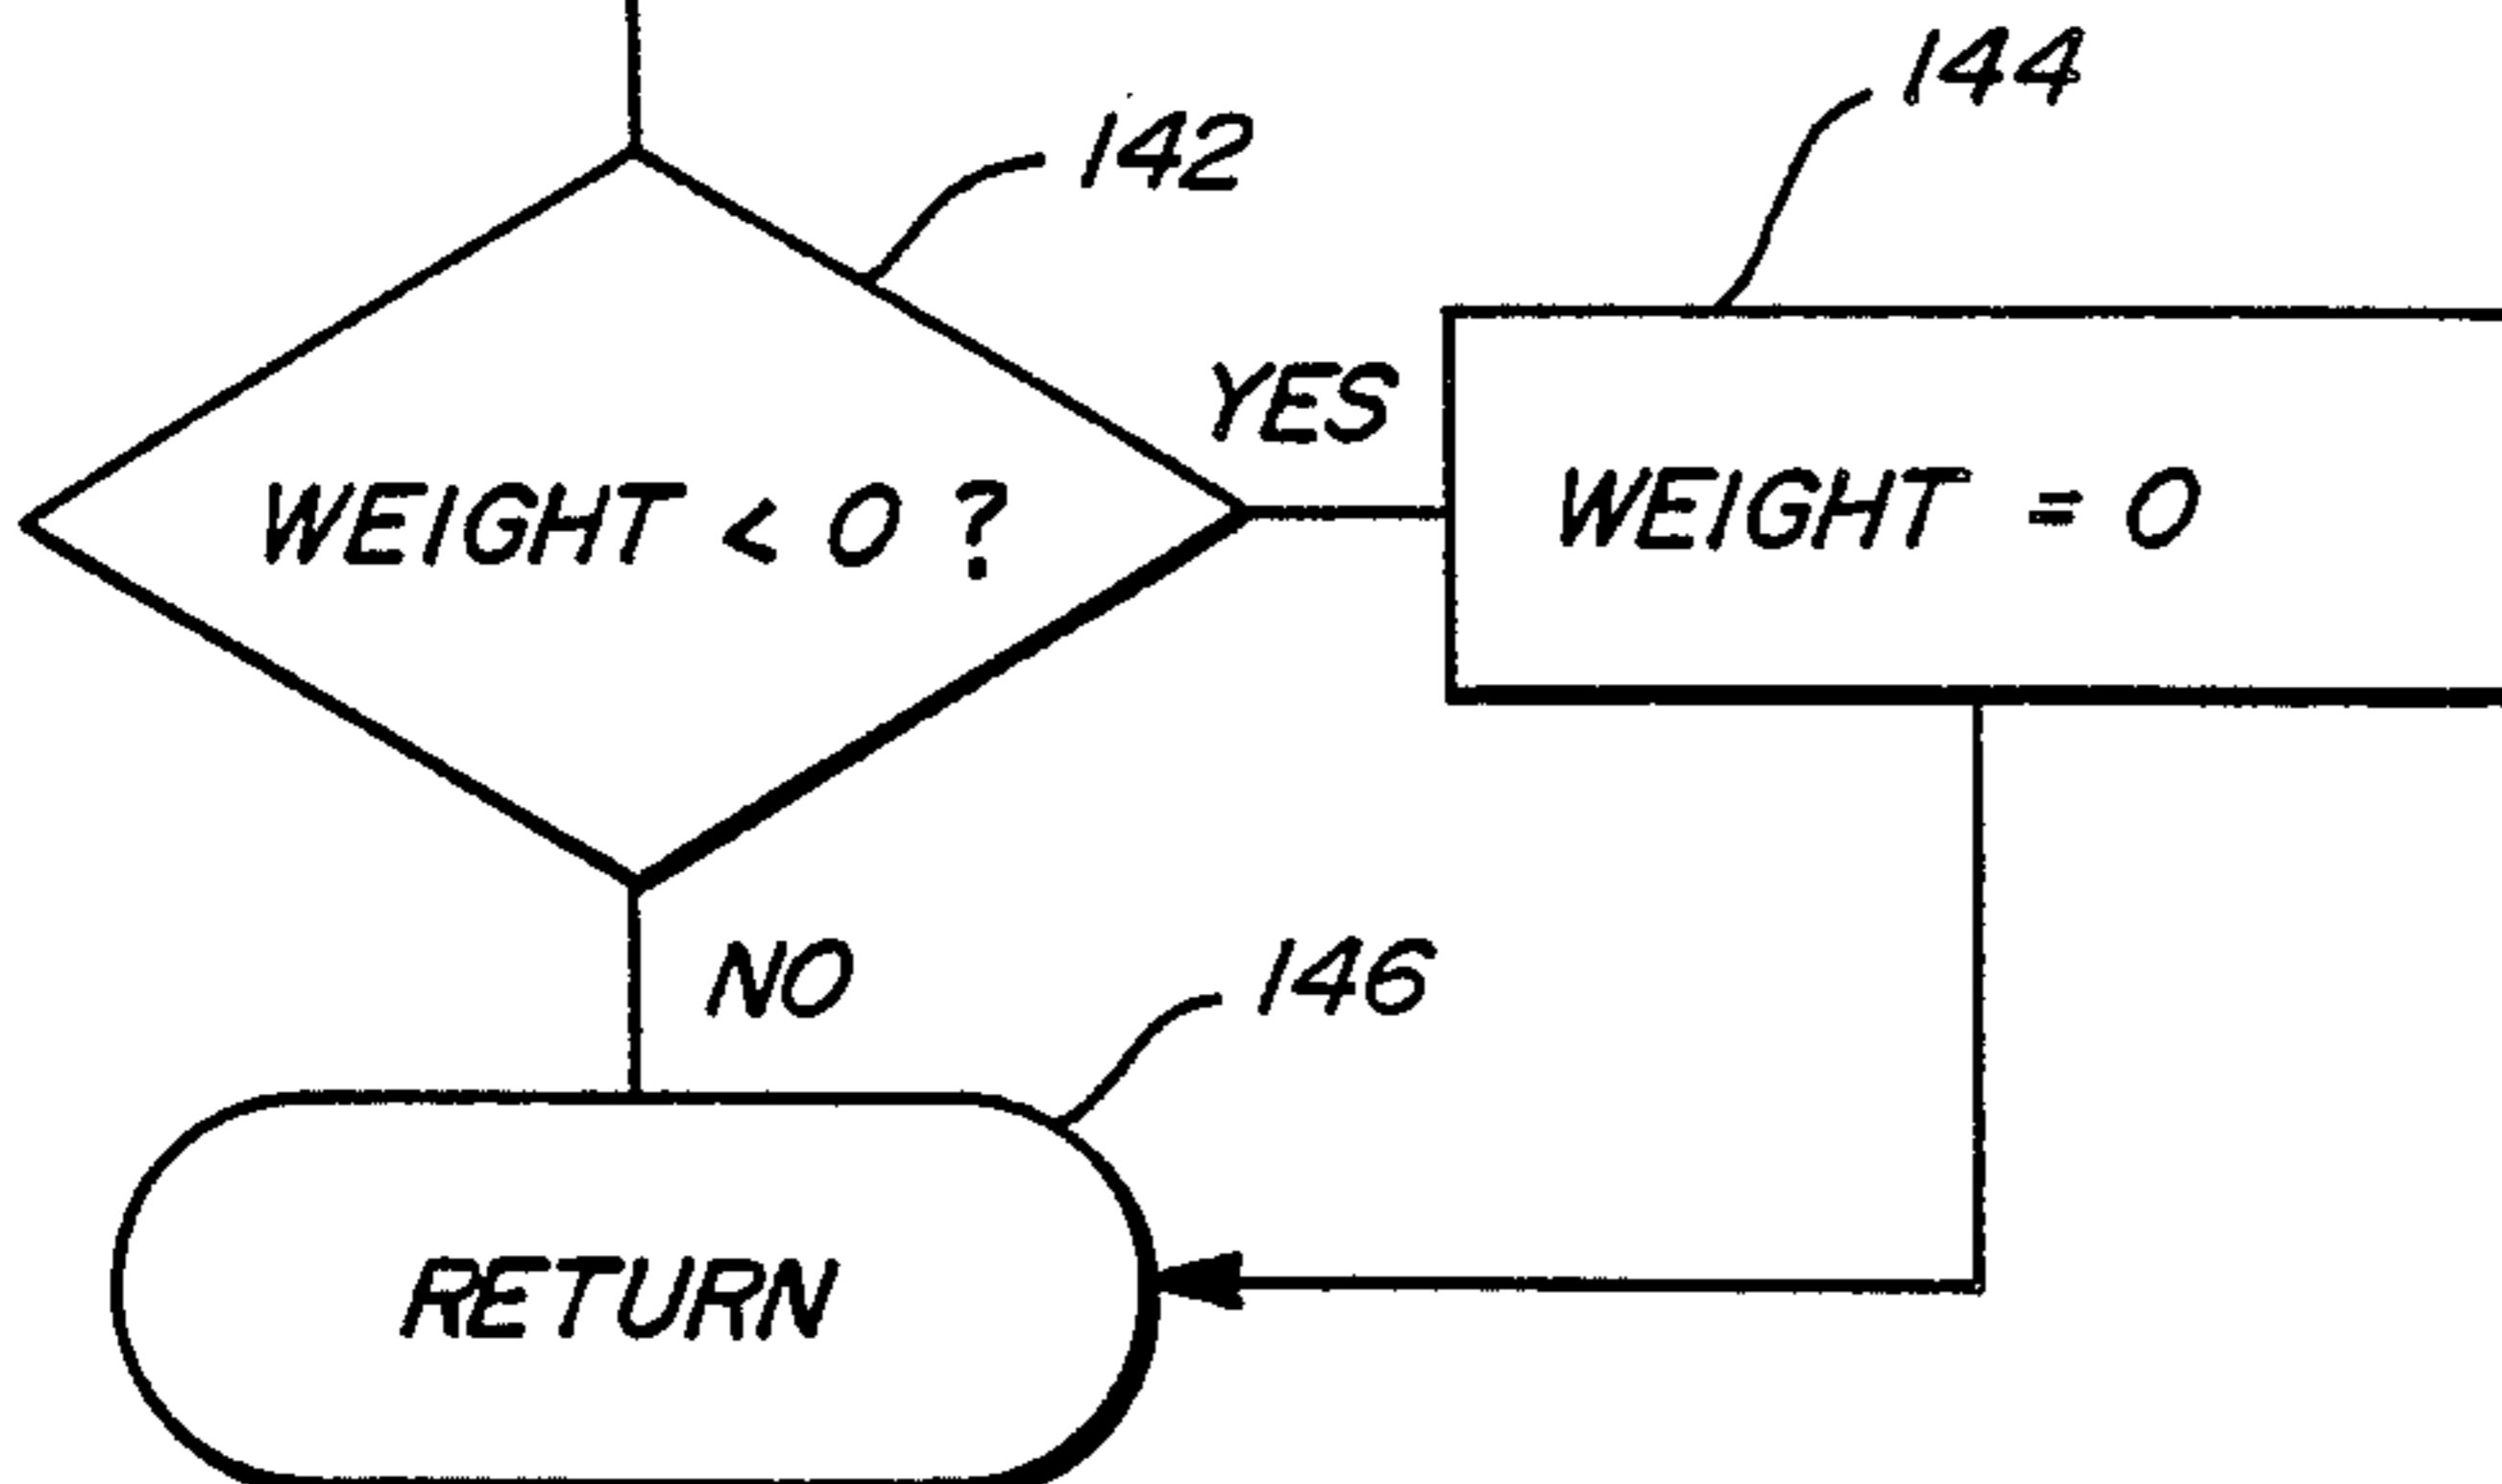 144
142
YES
WEIGHT < 0 ?
WEIGHT = 0
NO
146
RETURN